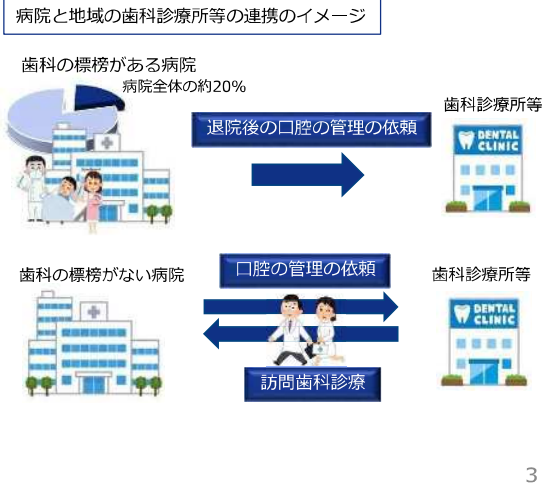 病院と地域の歯科診療所等の連携のイメージ
歯科の標榜がある病院
病院全体の約20%
退院後の口腔の管理の依頼
歯科診療所等
DENTAL
CLINIC
歯科の標榜がない病院
口腔の管理の依頼
歯科診療所等
DENTAL
CLINIC
訪問歯科診療
3